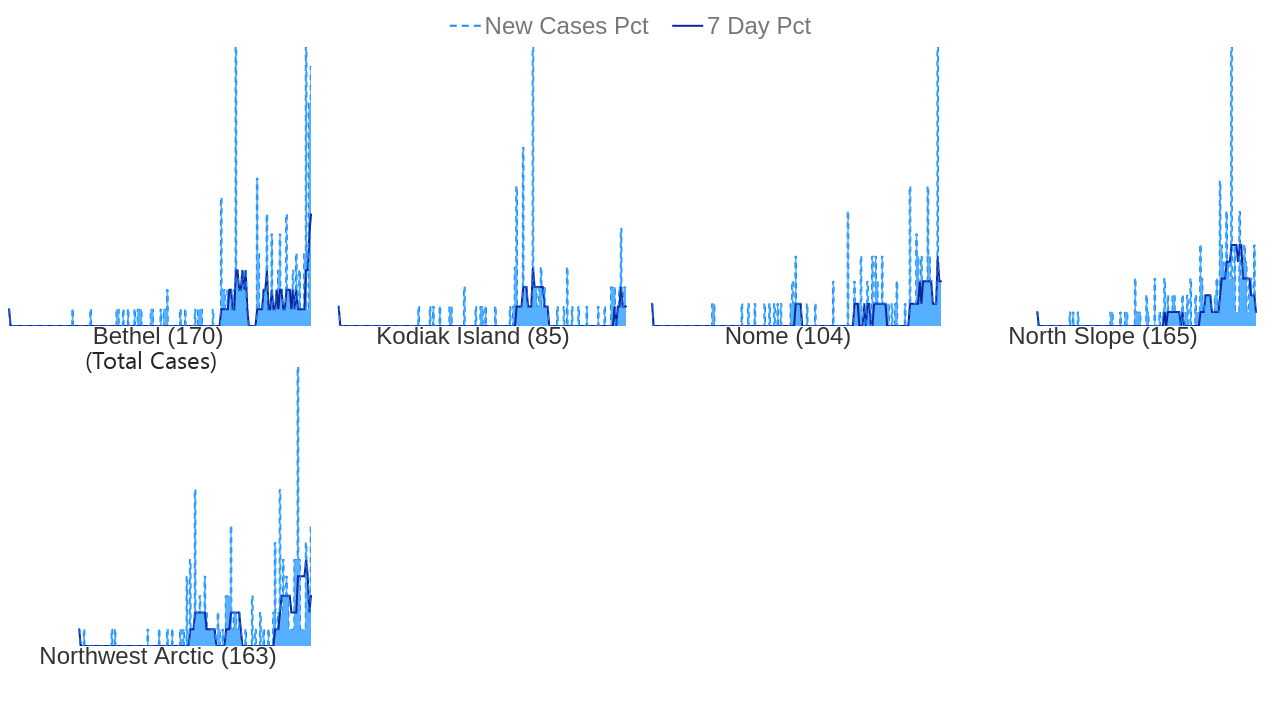 New Cases Pct 7 Day Pct
Bethel (170) Kodiak Island (85) Nome (104) North Slope (165)
(Total Cases)
Northwest Arctic (163)